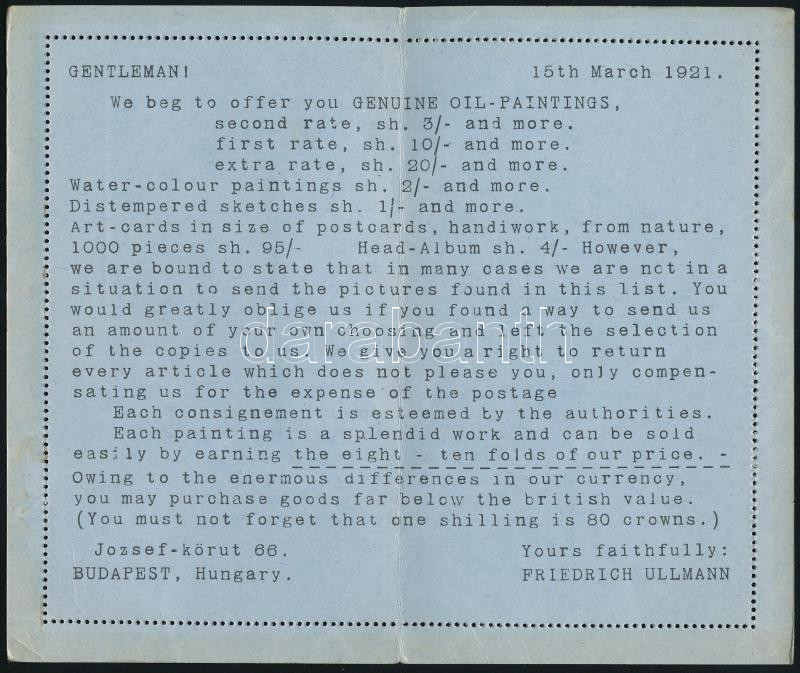 GENTLEMAN!     15th March 1921.
We beg to offer you GENUINE OIL-PAINTINGS,
second rate, sh. 3/- and more.
first rate, sh. 10/- and more.
extra rate, sh. 20/- and more.
Water-colour paintings sh. 2/- and more.
Distempered sketches sh. 1/- and more.
Art-cards in size of postcards, handiwork, from nature,
1000 pieces sh. 95/-     Head-Album sh. 4/- However,
we are bound to state that in many cases we are nct in a
situation to send the pictures found in this list. You
would greatly oblige us if you found a way to send us
an amount of your own choosing and left the selection
of the copies to us. We give you a right to return
every article which does not please you, only compen-
sating us for the expense of the postage
Each consignment is esteemed by the authorities.
Each painting is a splendid work and can be sold
easily by earning the eight - ten folds of our price. -
Owing to the enermous differences in our currency,
you may purchase goods far below the british value.
(You must not forget that one shilling is 80 crowns.)
Jozsef-körut 66.     Yours faithfully:
BUDAPEST, Hungary.     FRIEDRICH ULLMANN
darabanth